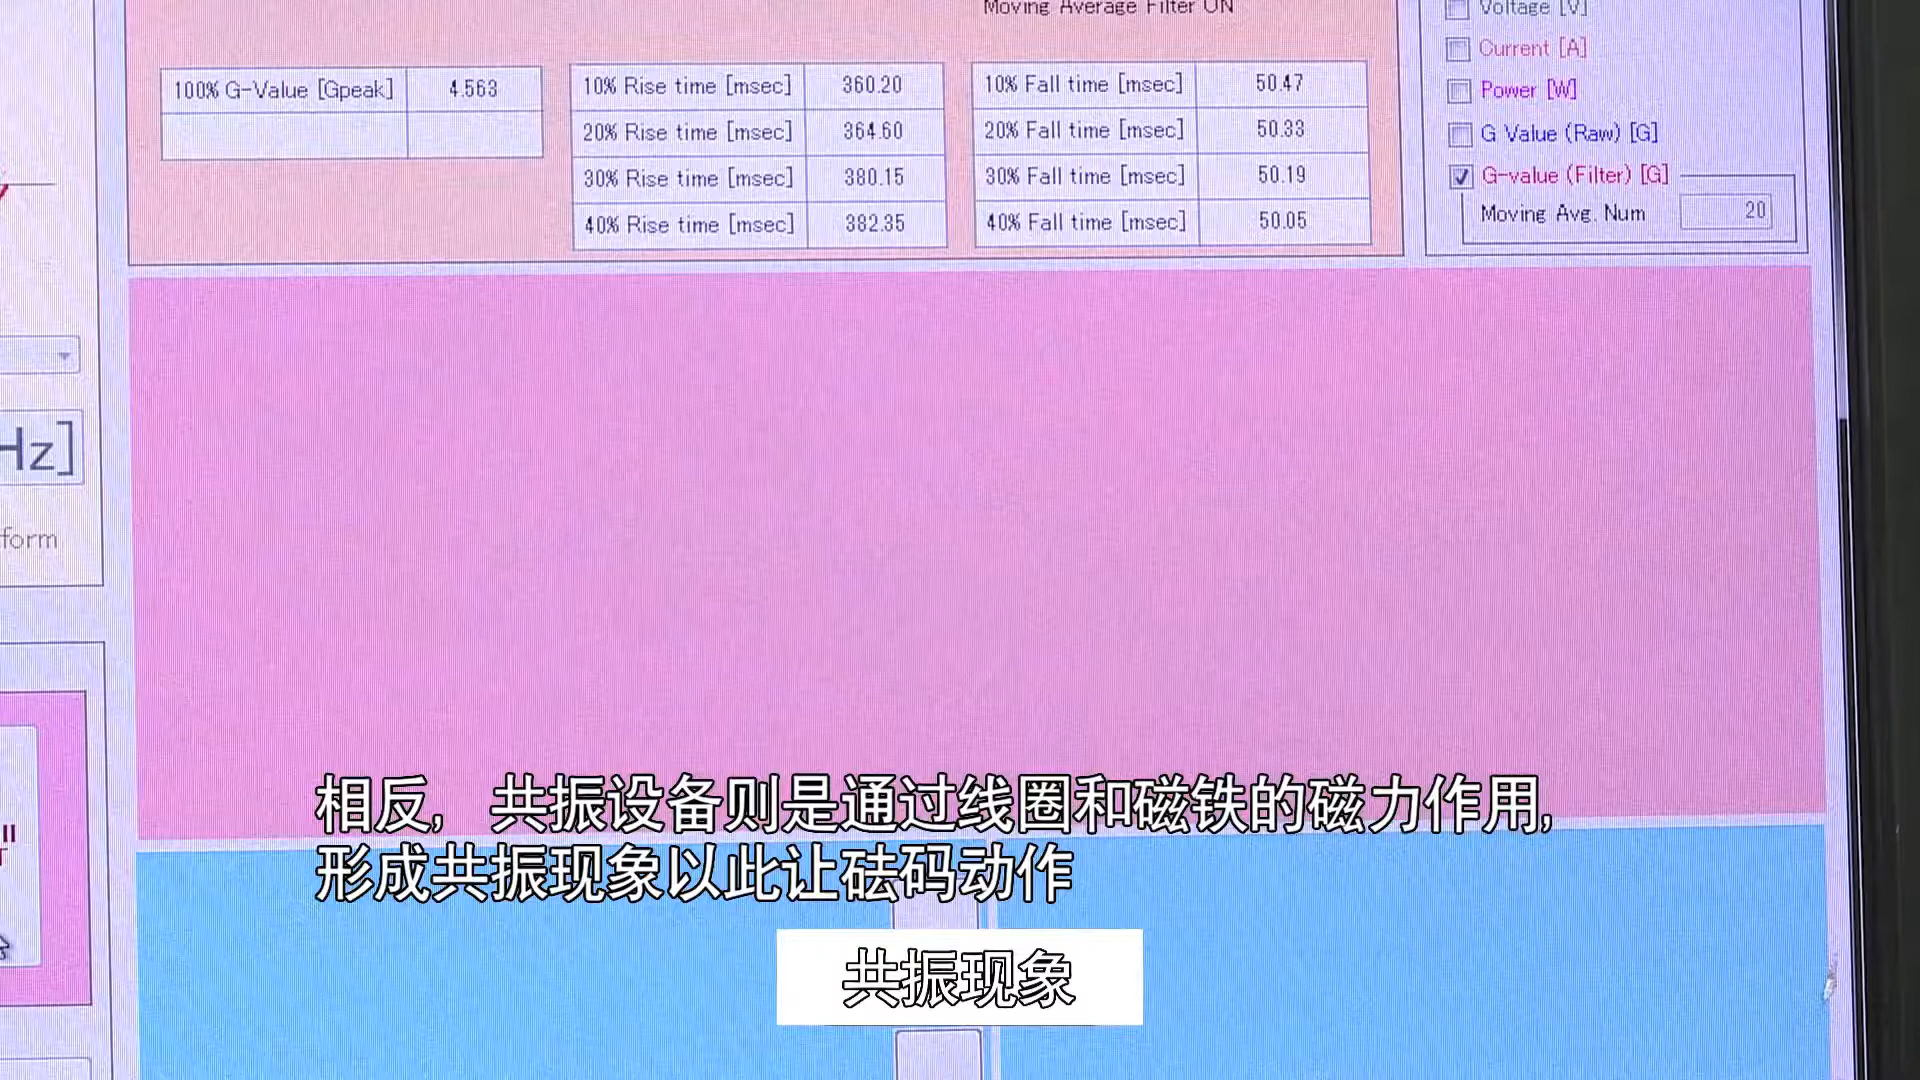 Moving Average Filter ON
Voltage [V]
Current [A]
Power [W]
G Value (Raw) [G]
G-value (Filter) [G]
Moving Avg. Num 20
100% G-Value [Gpeak] 4.563
10% Rise time [msec] 360.20
20% Rise time [msec] 364.60
30% Rise time [msec] 380.15
40% Rise time [msec] 382.35
10% Fall time [msec] 50.47
20% Fall time [msec] 50.33
30% Fall time [msec] 50.19
40% Fall time [msec] 50.05
Hz]
form
相反, 共振设备则是通过线圈和磁铁的磁力作用,
形成共振现象以此让砝码动作
共振现象